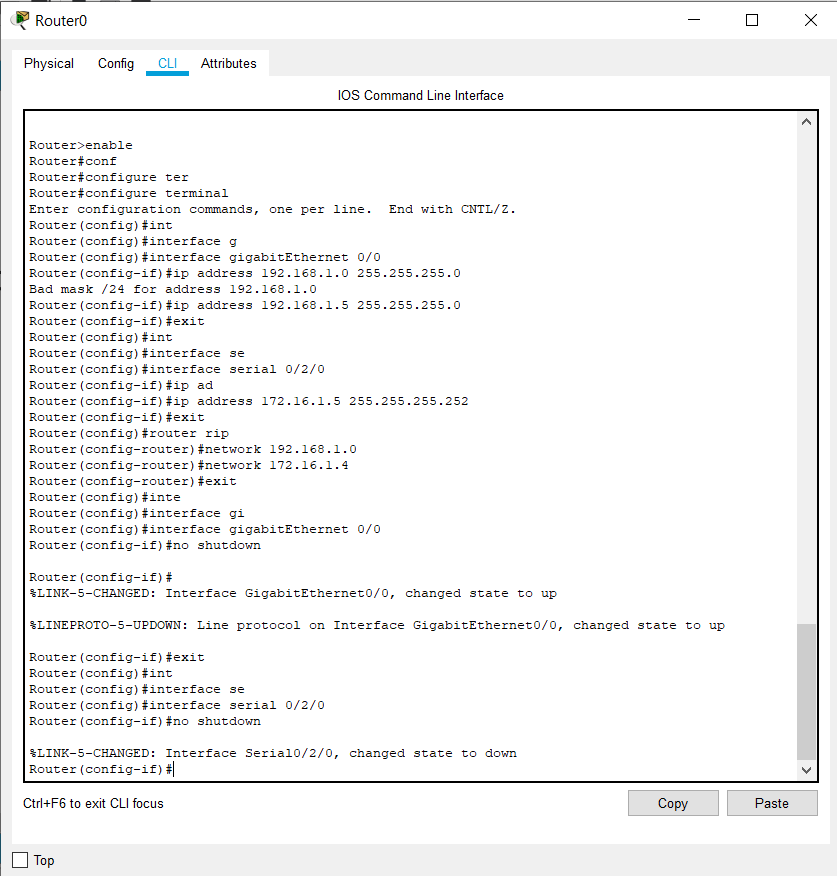 Router0
Physical Config CLI Attributes
IOS Command Line Interface
Router>enable
Router#conf
Router#configure ter
Router#configure terminal
Enter configuration commands, one per line.  End with CNTL/Z.
Router(config)#int
Router(config)#interface g
Router(config)#interface gigabitEthernet 0/0
Router(config-if)#ip address 192.168.1.0 255.255.255.0
Bad mask /24 for address 192.168.1.0
Router(config-if)#ip address 192.168.1.5 255.255.255.0
Router(config-if)#exit
Router(config)#int
Router(config)#interface se
Router(config)#interface serial 0/2/0
Router(config-if)#ip ad
Router(config-if)#ip address 172.16.1.5 255.255.255.252
Router(config-if)#exit
Router(config)#router rip
Router(config-router)#network 192.168.1.0
Router(config-router)#network 172.16.1.4
Router(config-router)#exit
Router(config)#inte
Router(config)#interface gi
Router(config)#interface gigabitEthernet 0/0
Router(config-if)#no shutdown
Router(config-if)#
%LINK-5-CHANGED: Interface GigabitEthernet0/0, changed state to up
%LINEPROTO-5-UPDOWN: Line protocol on Interface GigabitEthernet0/0, changed state to up
Router(config-if)#exit
Router(config)#int
Router(config)#interface se
Router(config)#interface serial 0/2/0
Router(config-if)#no shutdown
%LINK-5-CHANGED: Interface Serial0/2/0, changed state to down
Router(config-if)#
Ctrl+F6 to exit CLI focus
Copy Paste
Top